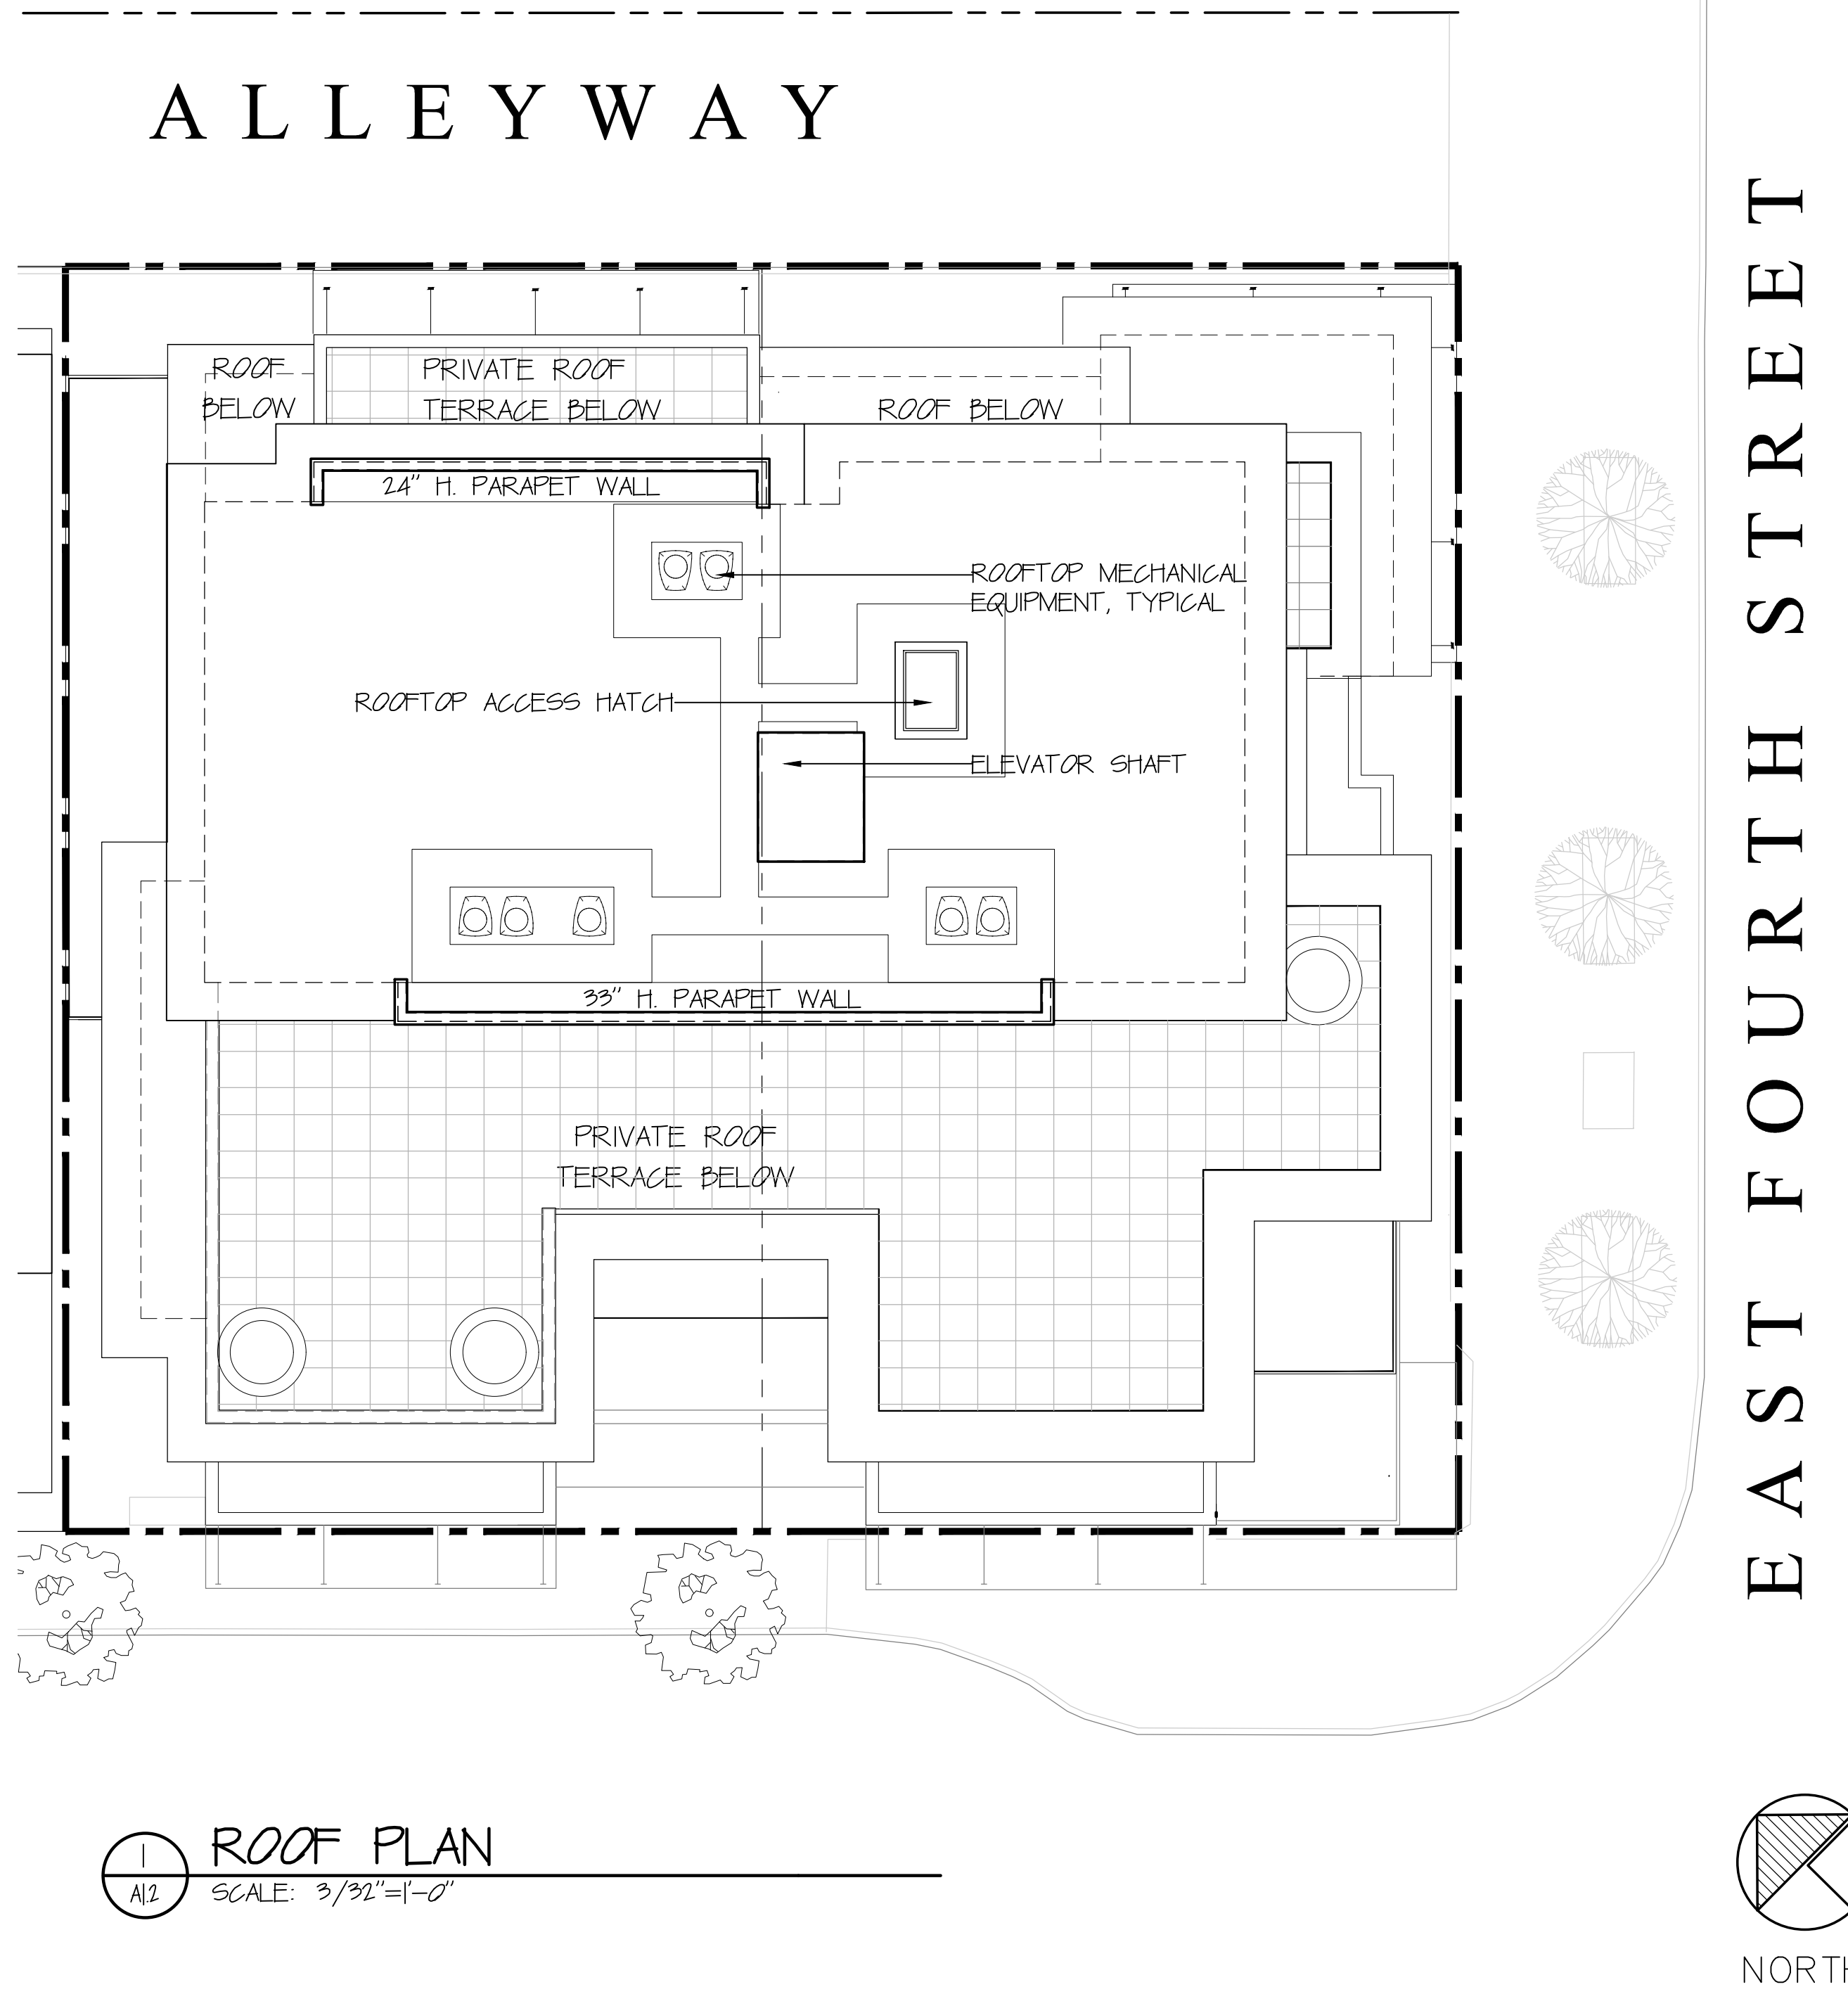 ALLEYWAY
EAST FOURTH STREET
ROOF
BELOW
PRIVATE ROOF
TERRACE BELOW
ROOF BELOW
24" H. PARAPET WALL
ROOFTOP MECHANICAL
EQUIPMENT, TYPICAL
ROOFTOP ACCESS HATCH
ELEVATOR SHAFT
33" H. PARAPET WALL
PRIVATE ROOF
TERRACE BELOW
1
A1.2
ROOF PLAN
SCALE: 3/32"=1'-0"
NORTH